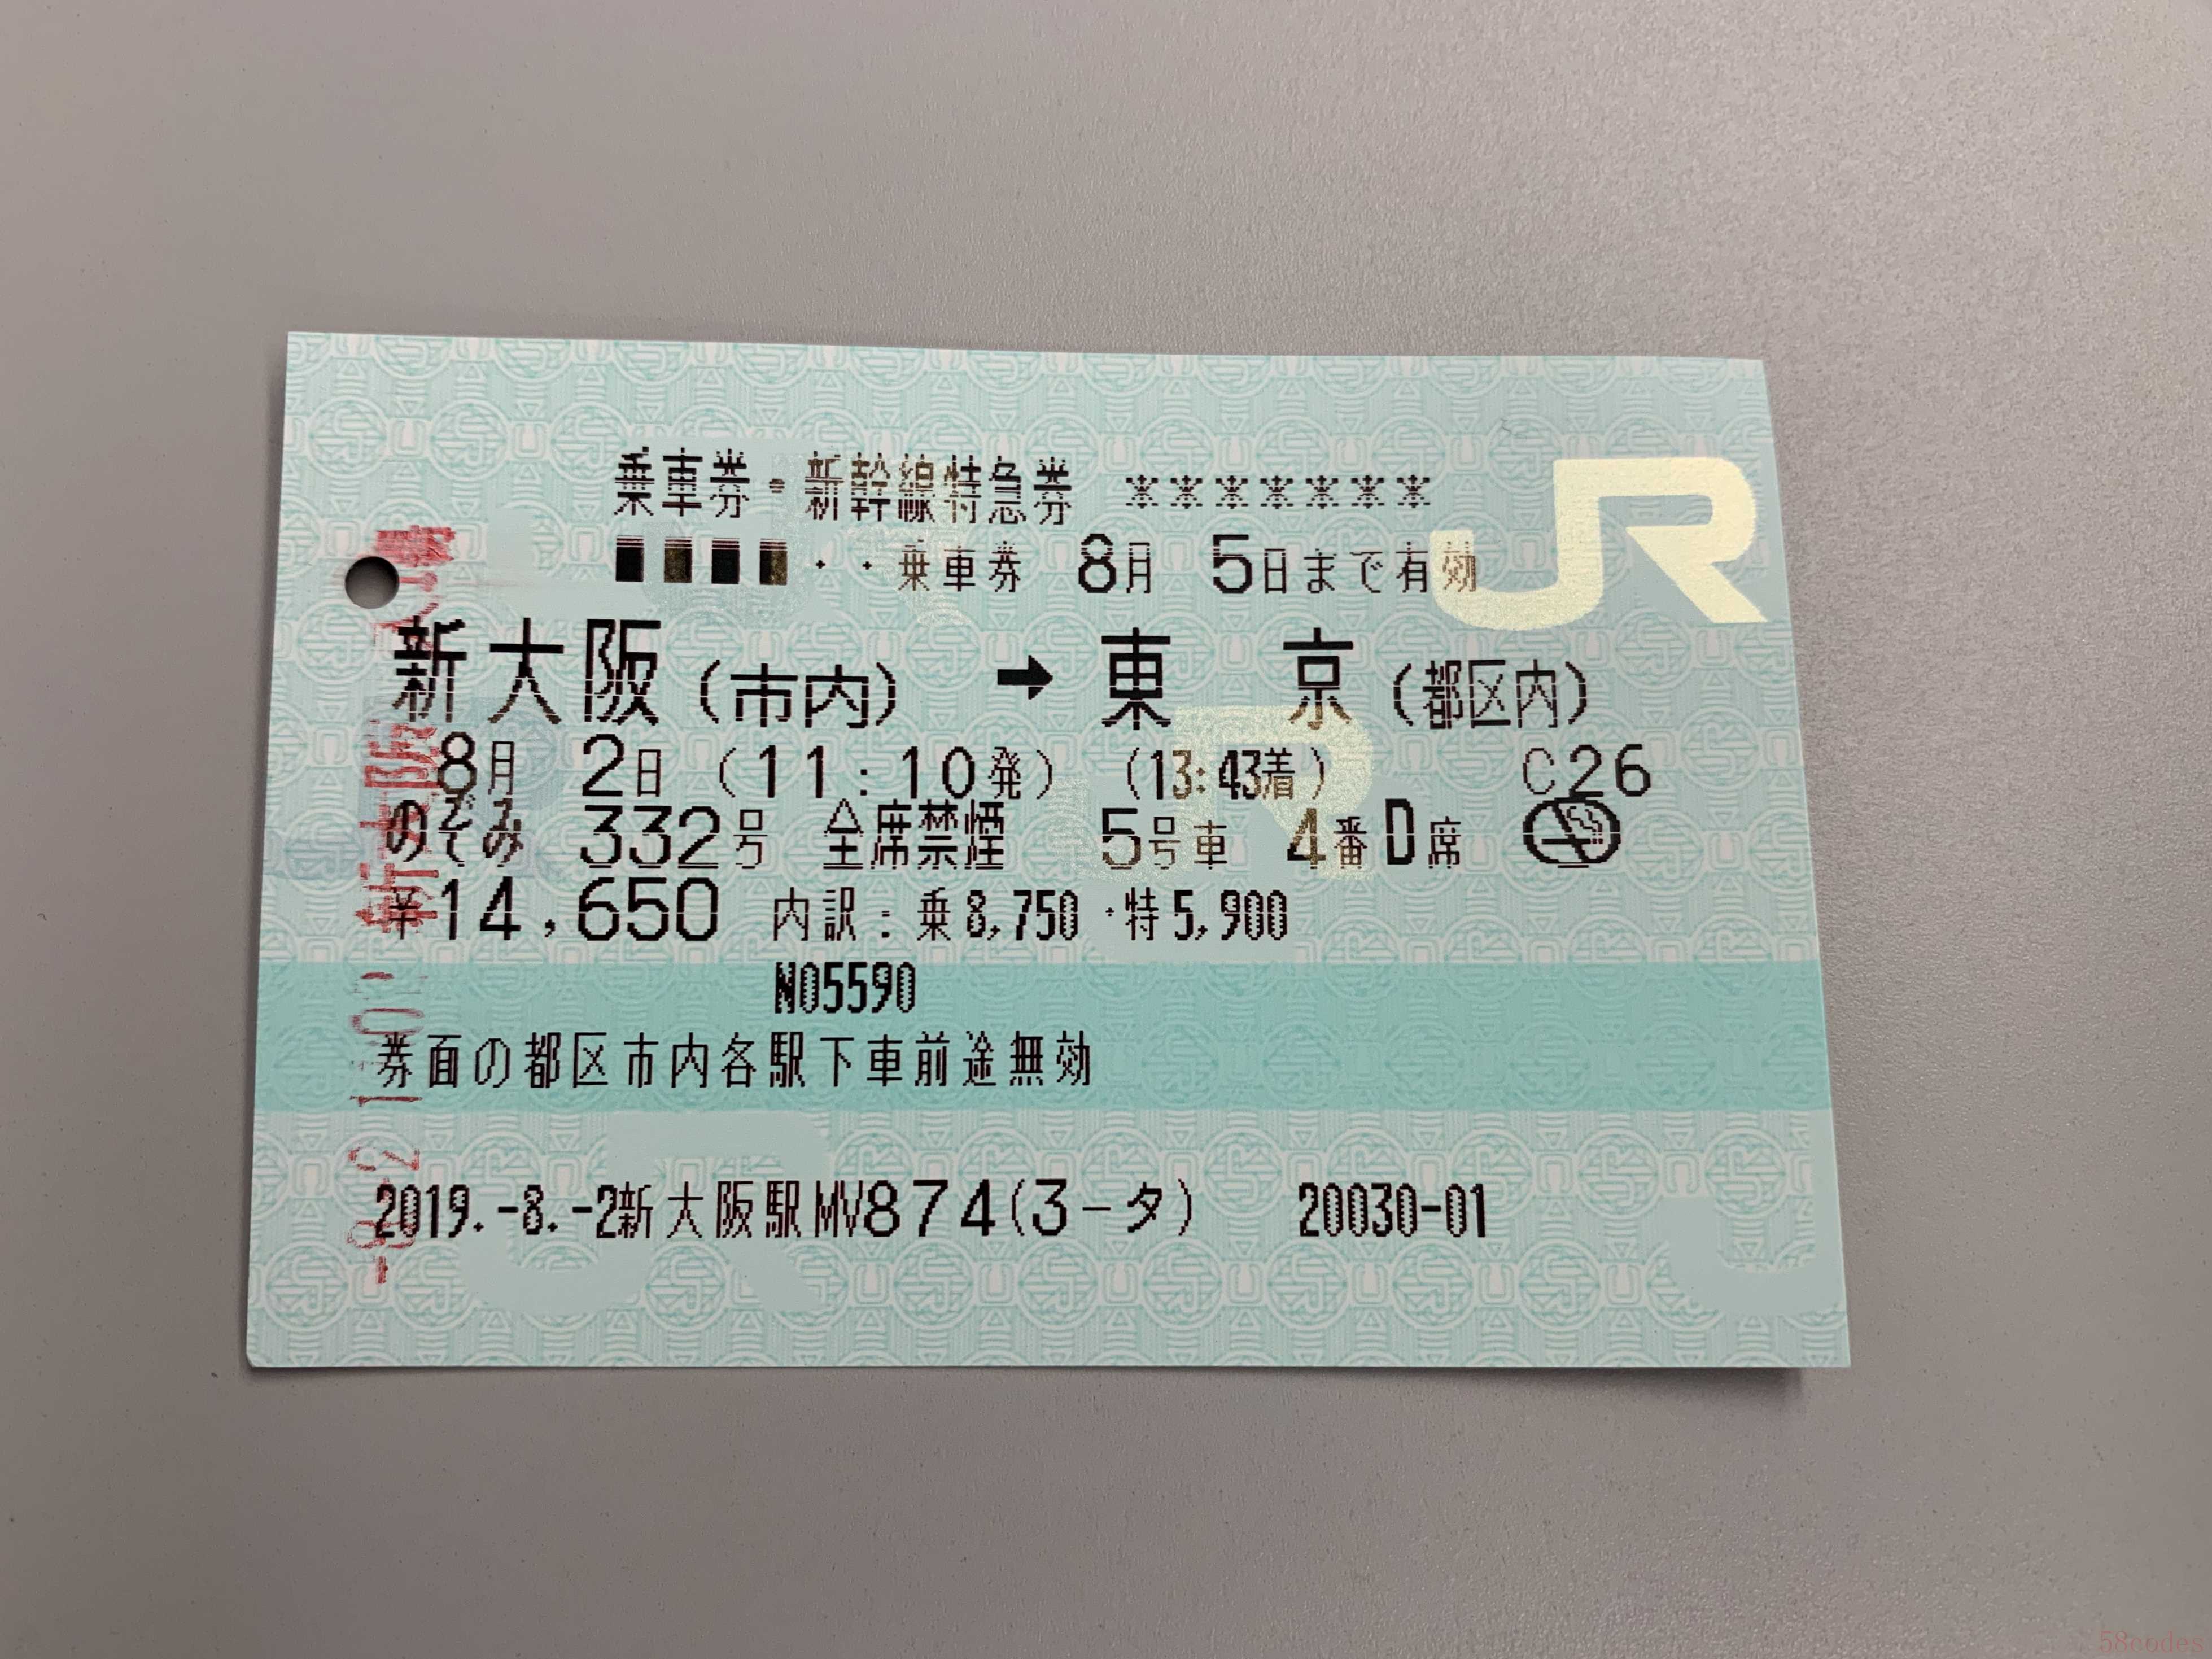 乗車券・新幹線特急券 *******
■■■■・・乗車券 8月 5日まで有効
JR
新大阪(市内) ➡ 東 京(都区内)
8月 2日 (11:10発) (13:43着) C26
のぞみ 332号 全席禁煙 5号車 4番D席
¥14,650 内訳:乗8,750・特5,900
N05590
券面の都区市内各駅下車前途無効
2019.-8.-2新大阪駅MV874(3-タ) 20030-01
新大阪
58codes